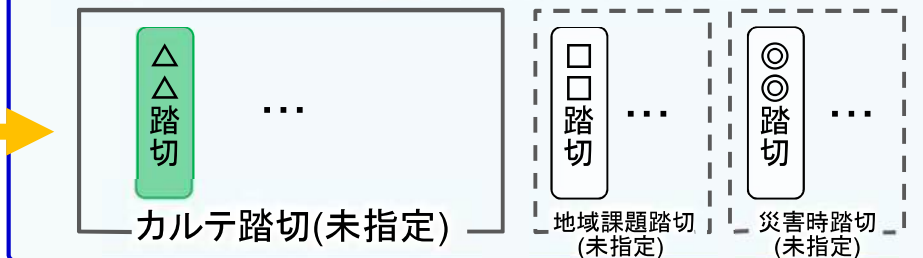 △△踏切
…
カルテ踏切(未指定)
□□踏切
…
地域課題踏切
(未指定)
◎◎踏切
…
災害時踏切
(未指定)